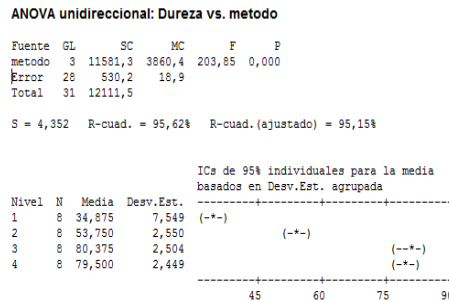 ANOVA unidireccional: Dureza vs. metodo
Fuente GL SC MC F P
metodo 3 11581,3 3860,4 203,85 0,000
Error 28 530,2 18,9
Total 31 12111,5
S = 4,352 R-cuad. = 95,62% R-cuad.(ajustado) = 95,15%
ICs de 95% individuales para la media
basados en Desv.Est. agrupada
Nivel N Media Desv.Est. ---------+---------+---------+---------+
1 8 34,875 7,549 (-*-)
2 8 53,750 2,550 (-*-)
3 8 80,375 2,504 (--*-)
4 8 79,500 2,449 (-*-)
---------+---------+---------+---------+
45 60 75 90